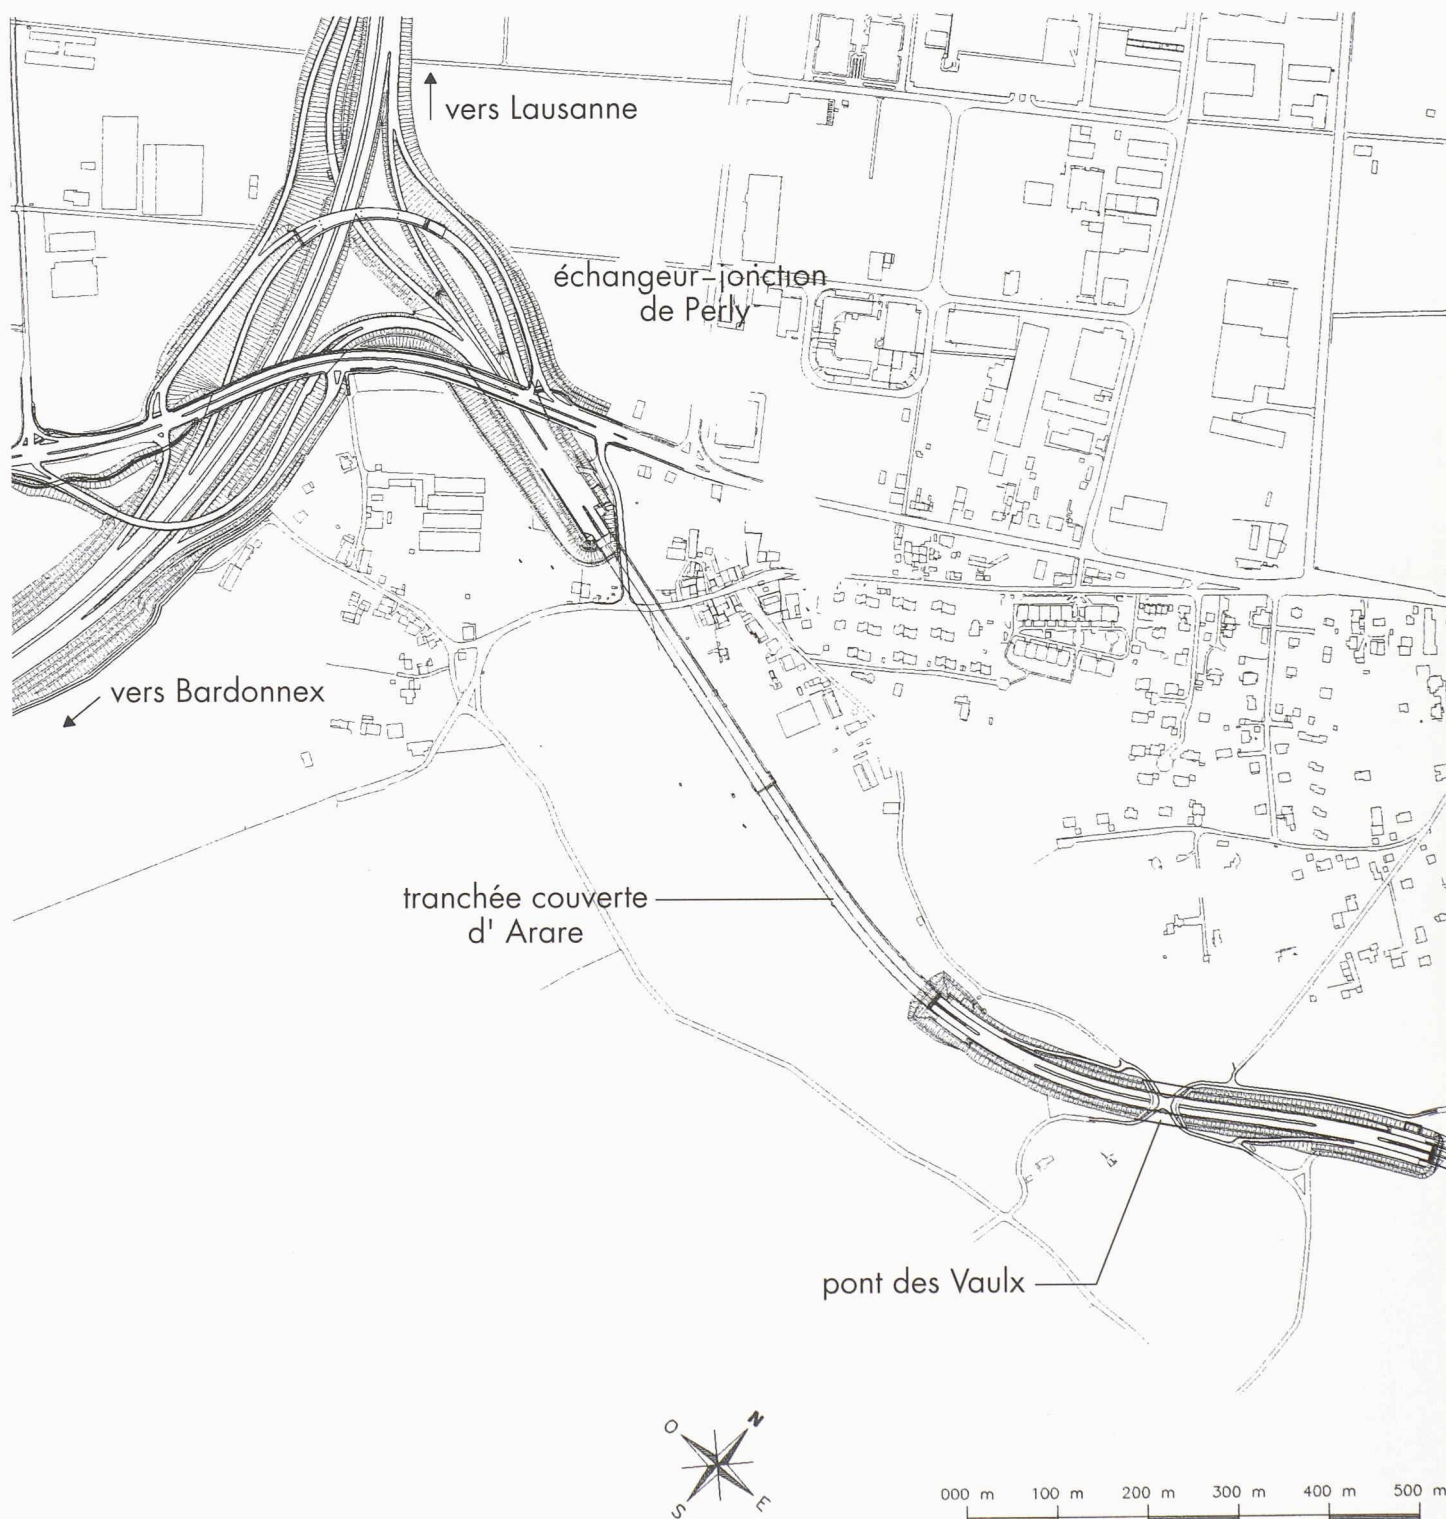 vers Lausanne
échangeur-jonction
de Perly
vers Bardonnex
tranchée couverte
d' Arare
pont des Vaulx
O N
S E
000 m 100 m 200 m 300 m 400 m 500 m